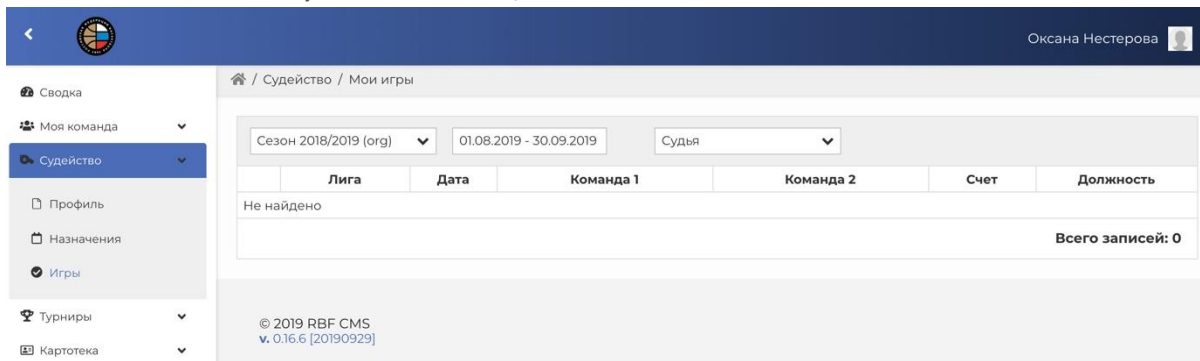 Оксана Нестерова
/ Судейство / Мои игры
Сводка
Моя команда
Судейство
Профиль
Назначения
Игры
Турниры
Картотека
Сезон 2018/2019 (org) 01.08.2019 - 30.09.2019 Судья
Лига Дата Команда 1 Команда 2 Счет Должность
Не найдено
Всего записей: 0
© 2019 RBF CMS
v. 0.16.6 [20190929]